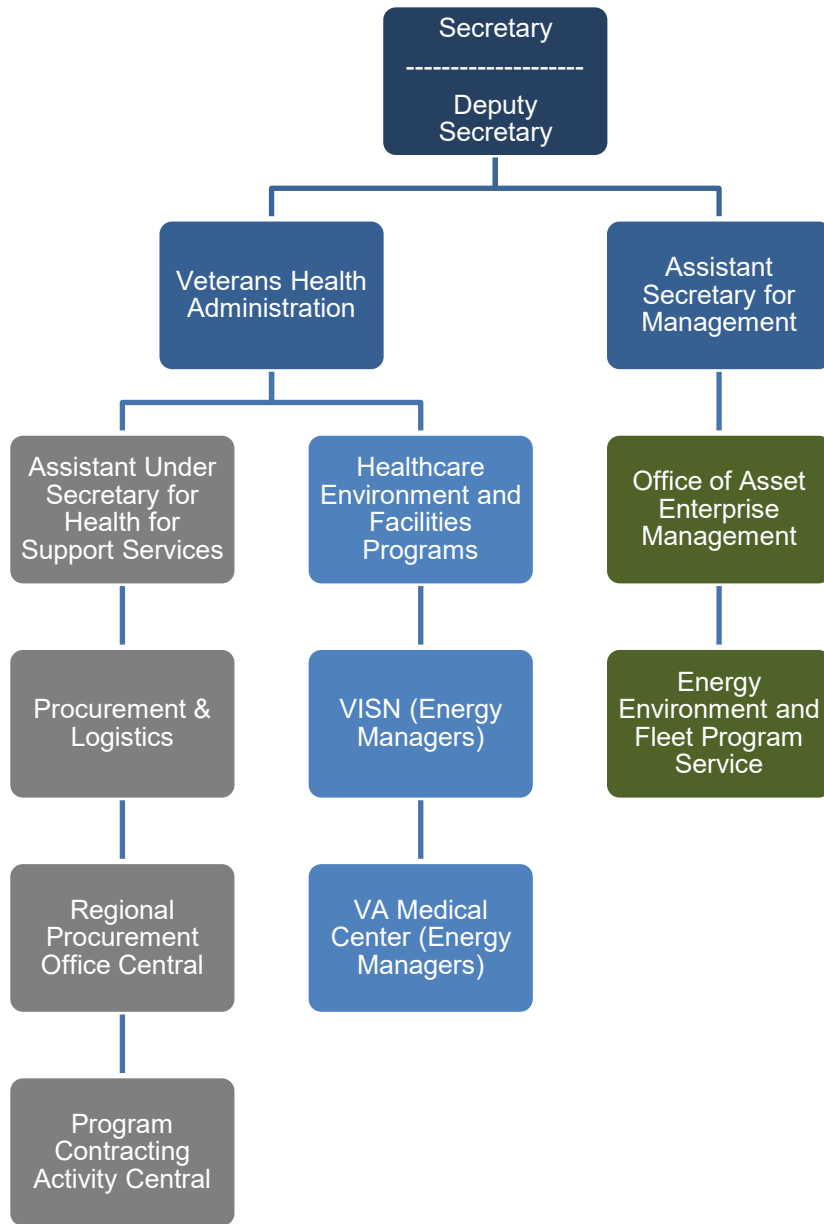 Secretary
---------------------
Deputy
Secretary
Veterans Health
Administration
Assistant
Secretary for
Management
Assistant Under
Secretary for
Health for
Support Services
Healthcare
Environment and
Facilities
Programs
Office of Asset
Enterprise
Management
Procurement &
Logistics
VISN (Energy
Managers)
Energy
Environment and
Fleet Program
Service
Regional
Procurement
Office Central
VA Medical
Center (Energy
Managers)
Program
Contracting
Activity Central